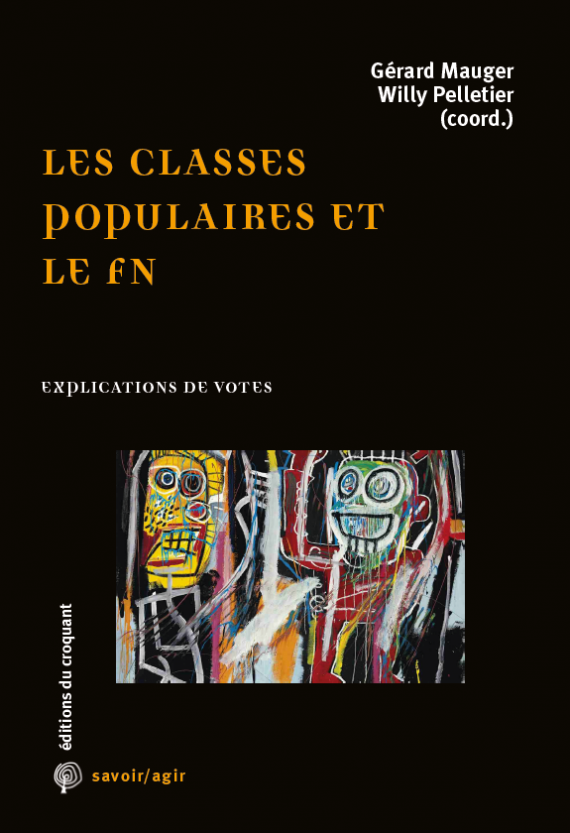 Gérard Mauger
Willy Pelletier
(coord.)
LES CLASSES
POPULAIRES ET
LE FN
EXPLICATIONS DE VOTES
éditions du croquant
savoir/agir